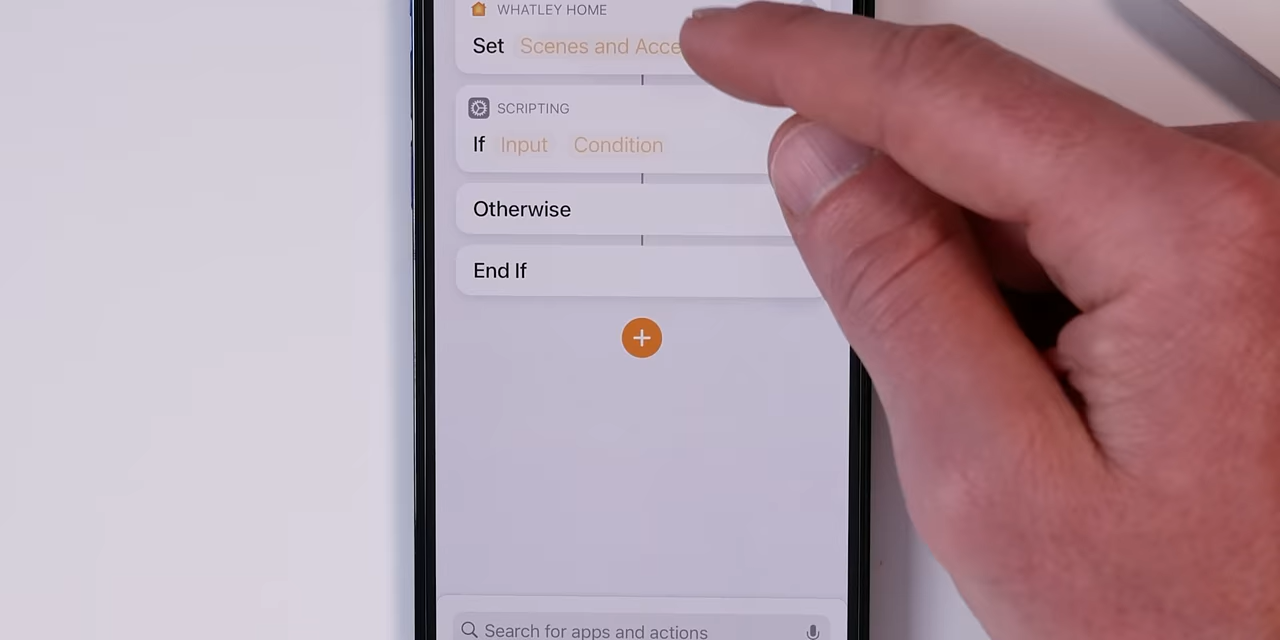 WHATLEY HOME
Set Scenes and Acce
SCRIPTING
If Input Condition
Otherwise
End If
Search for apps and actions